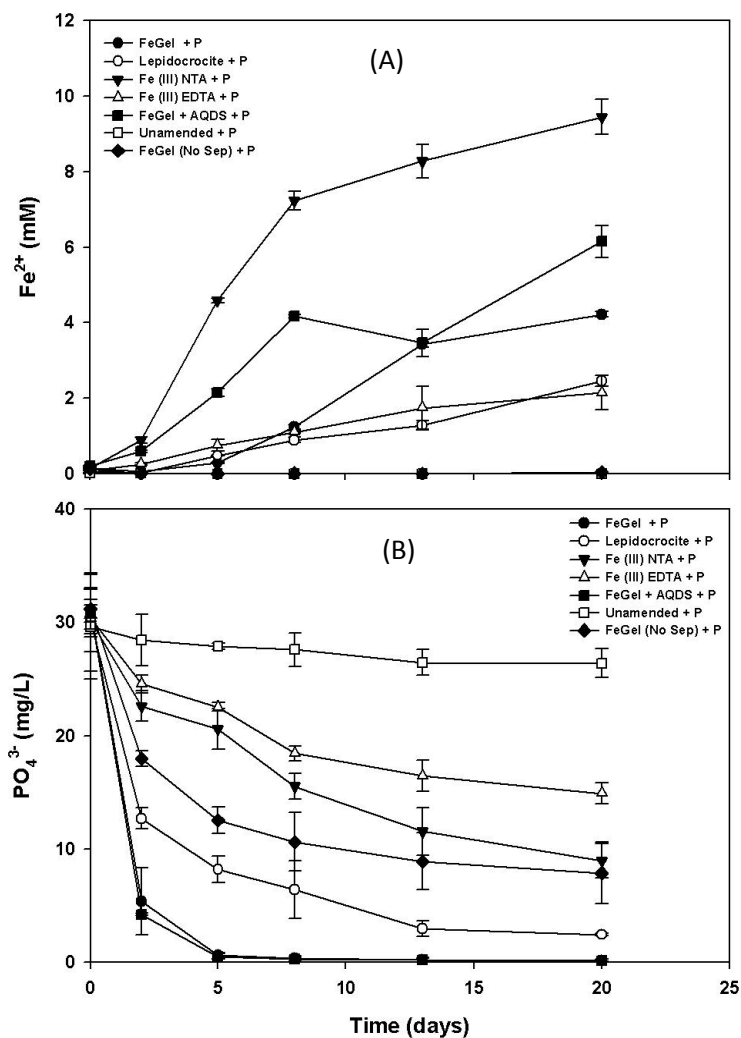 (A)
FeGel + P
Lepidocrocite + P
Fe (III) NTA + P
Fe (III) EDTA + P
FeGel + AQDS + P
Unamended + P
FeGel (No Sep) + P
12
10
8
6
4
2
0
Fe2+ (mM)
(B)
FeGel + P
Lepidocrocite + P
Fe (III) NTA + P
Fe (III) EDTA + P
FeGel + AQDS + P
Unamended + P
FeGel (No Sep) + P
40
30
20
10
0
PO4 3- (mg/L)
0 5 10 15 20 25
Time (days)